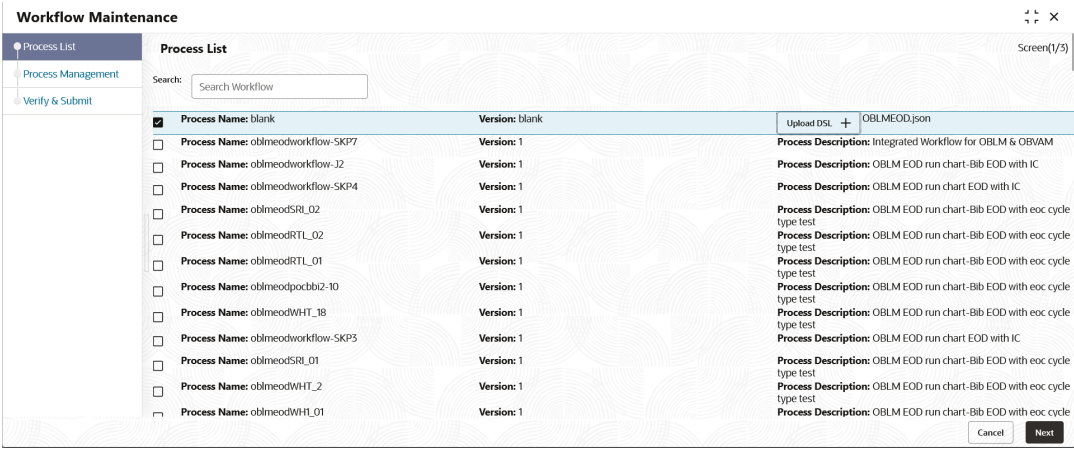 Workflow Maintenance
Process List
Process Management
Verify & Submit
Process List
Screen(1/3)
Search:
Search Workflow
Process Name: blank Version: blank Upload DSL + OBLMEOD.json
Process Name: oblmeodworkflow-SKP7 Version: 1 Process Description: Integrated Workflow for OBLM & OBVAM
Process Name: oblmeodworkflow-J2 Version: 1 Process Description: OBLM EOD run chart-Bib EOD with IC
Process Name: oblmeodworkflow-SKP4 Version: 1 Process Description: OBLM EOD run chart EOD with IC
Process Name: oblmeodSRI_02 Version: 1 Process Description: OBLM EOD run chart-Bib EOD with eoc cycle
type test
Process Name: oblmeodRTL_02 Version: 1 Process Description: OBLM EOD run chart-Bib EOD with eoc cycle
type test
Process Name: oblmeodRTL_01 Version: 1 Process Description: OBLM EOD run chart-Bib EOD with eoc cycle
type test
Process Name: oblmeodpocbbi2-10 Version: 1 Process Description: OBLM EOD run chart-Bib EOD with eoc cycle
type test
Process Name: oblmeodWHT_18 Version: 1 Process Description: OBLM EOD run chart-Bib EOD with eoc cycle
type test
Process Name: oblmeodworkflow-SKP3 Version: 1 Process Description: OBLM EOD run chart EOD with IC
Process Name: oblmeodSRI_01 Version: 1 Process Description: OBLM EOD run chart-Bib EOD with eoc cycle
type test
Process Name: oblmeodWHT_2 Version: 1 Process Description: OBLM EOD run chart-Bib EOD with eoc cycle
type test
Process Name: oblmeodWH1_01 Version: 1 Process Description: OBLM EOD run chart-Bib EOD with eoc cycle
Cancel Next